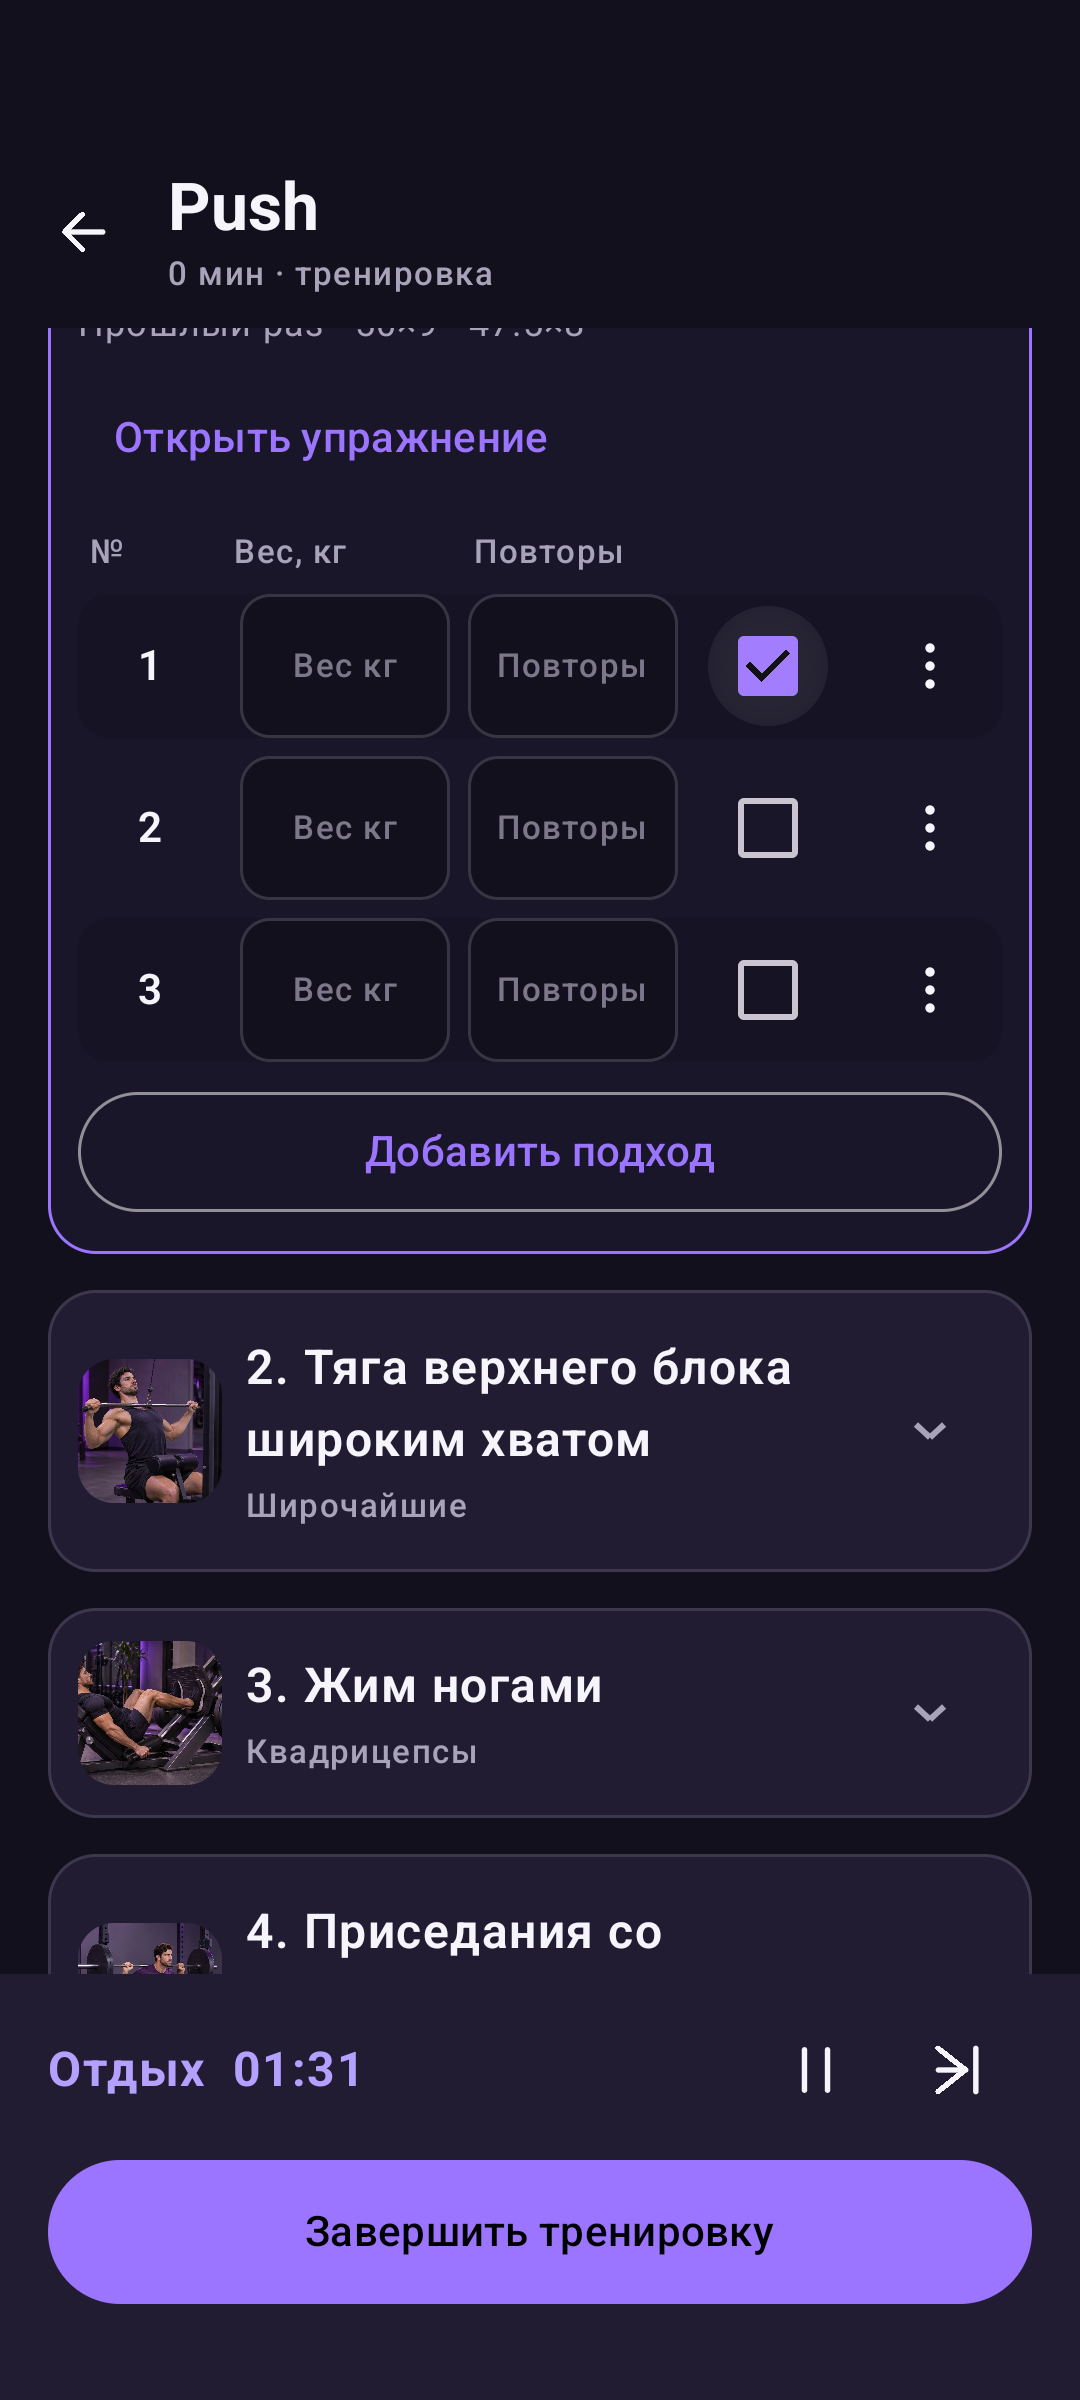 Push
0 мин · тренировка
Прошлый раз
Открыть упражнение
№ Вес, кг Повторы
1 Вес кг Повторы
2 Вес кг Повторы
3 Вес кг Повторы
Добавить подход
2. Тяга верхнего блока
широким хватом
Широчайшие
3. Жим ногами
Квадрицепсы
4. Приседания со
Отдых 01:31
Завершить тренировку